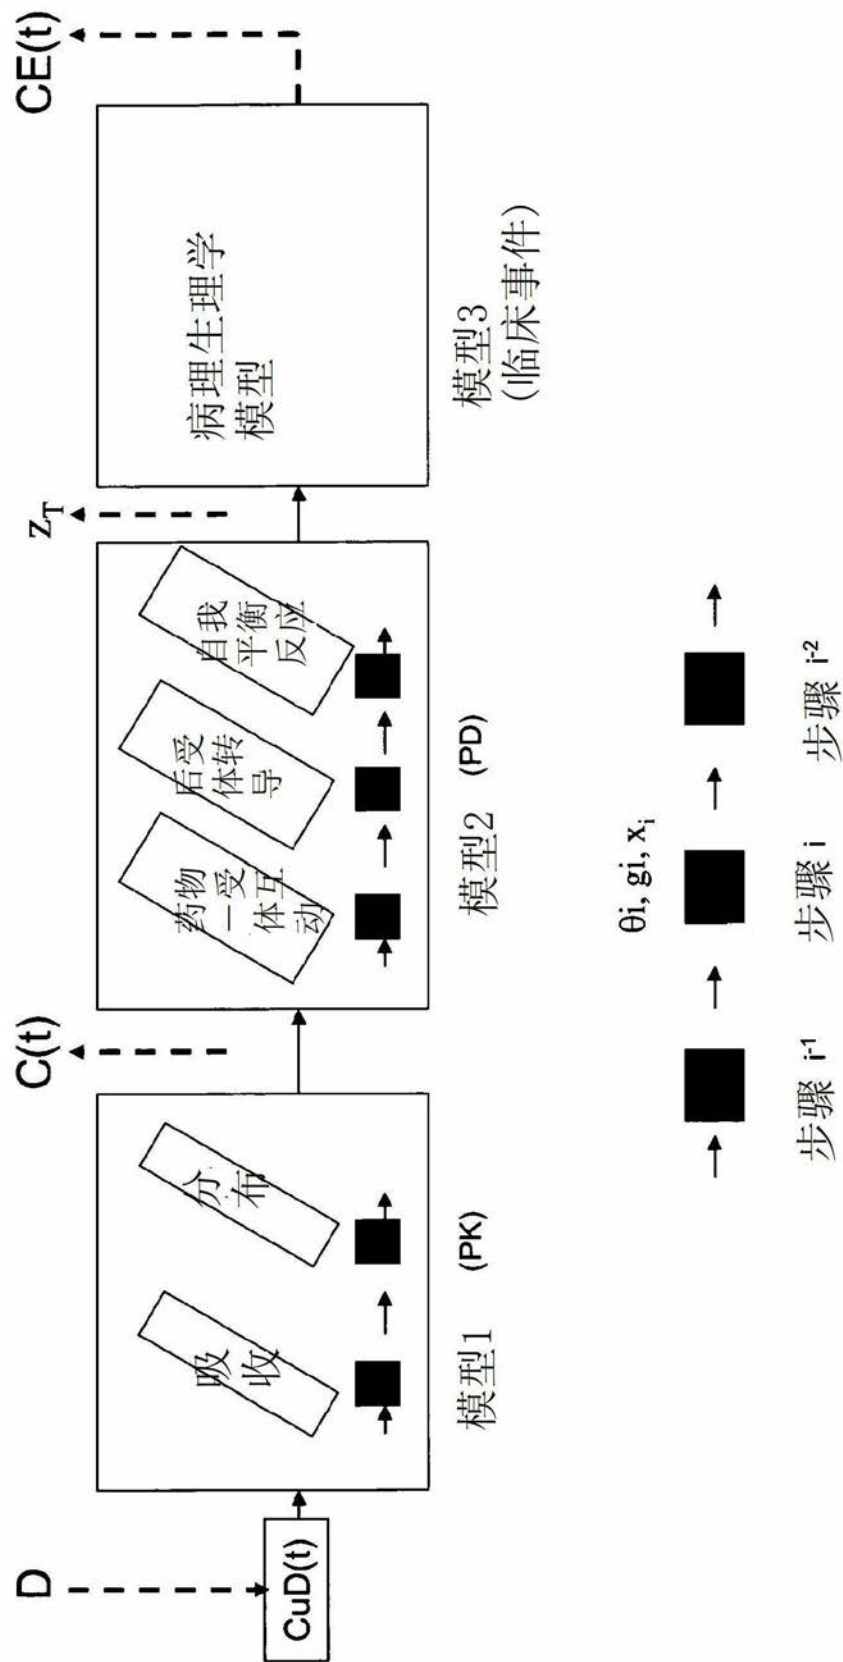 D
C(t)
z_T
CE(t)
CuD(t)
吸收
分布
药物
一受
体互
动
后受
体转
导
自我
平衡
反应
病理生理学
模型
模型1 (PK)
模型2 (PD)
模型3
(临床事件)
θi, gi, x_i
步骤 i-1
步骤 i
步骤 i-2